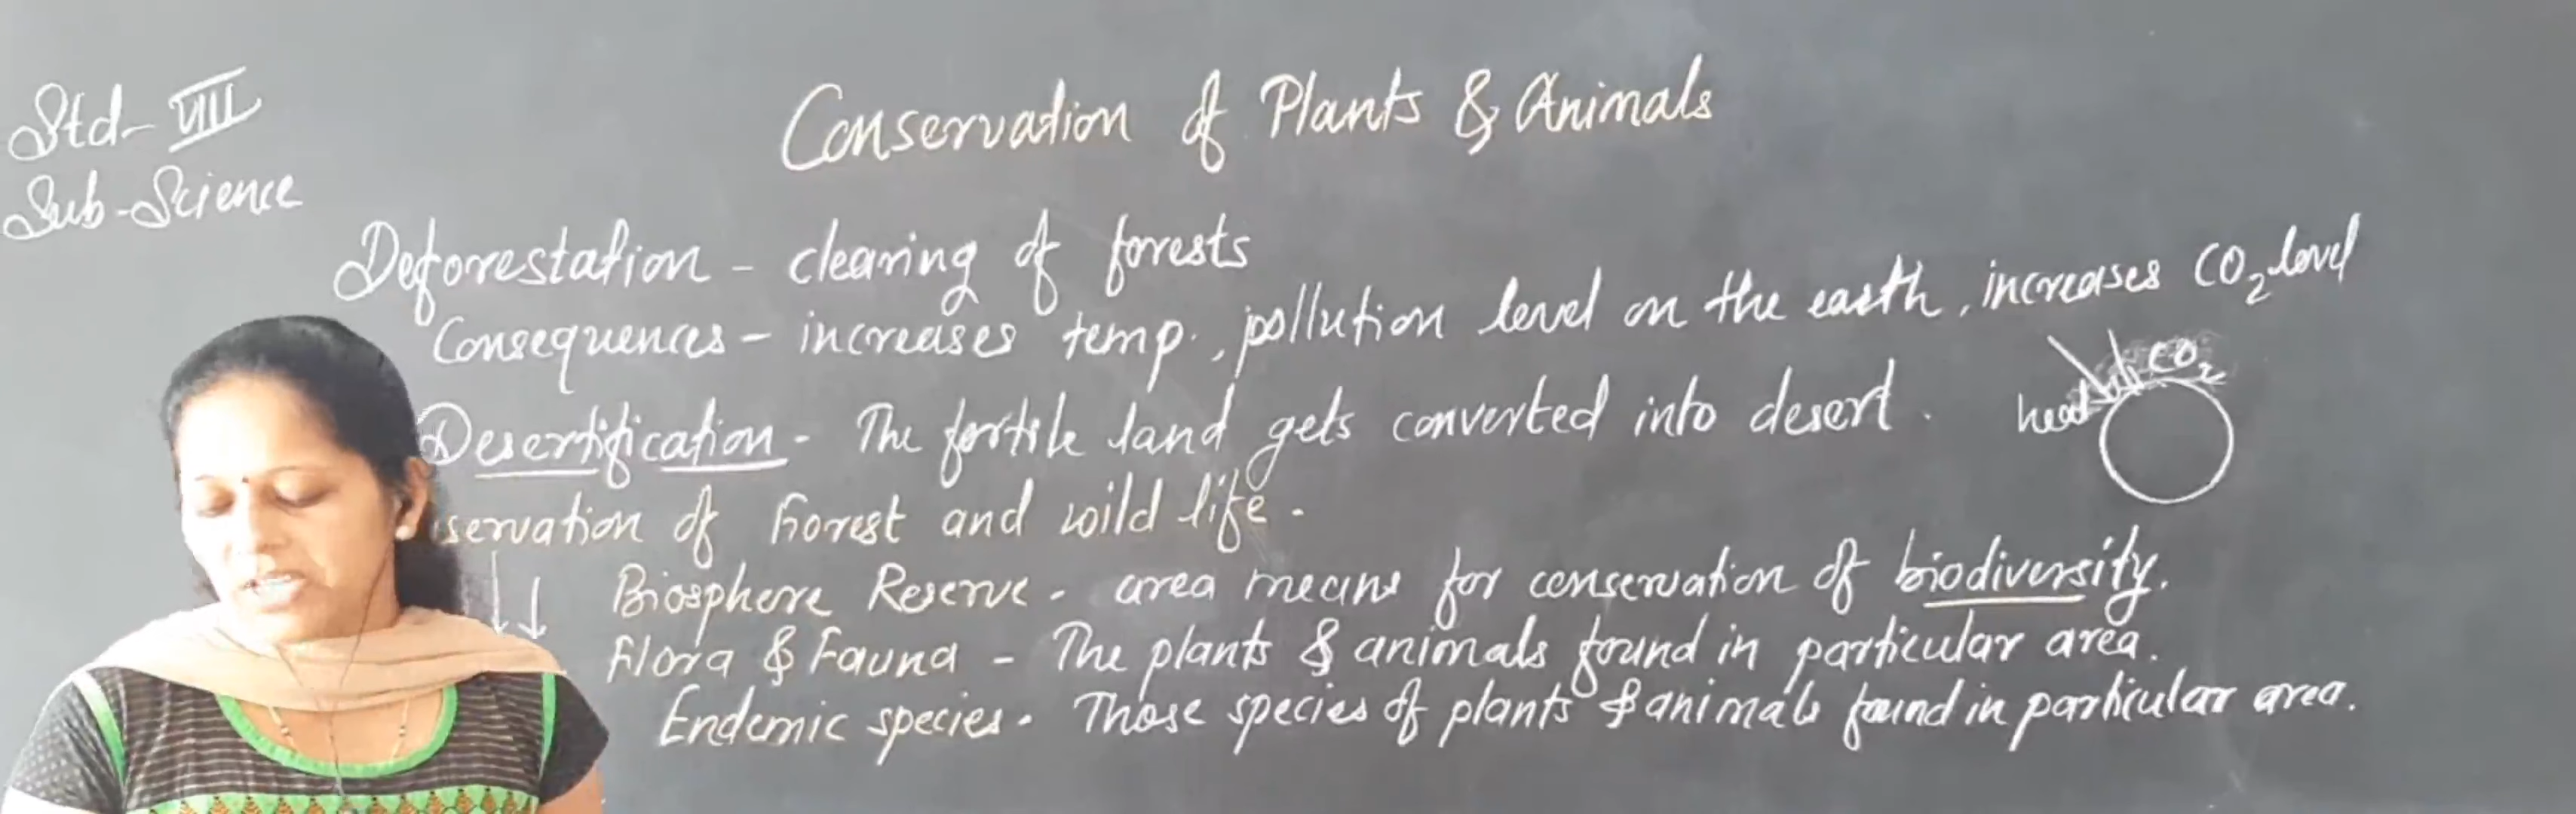 Std- VIII
Sub-Science
Conservation of Plants & Animals
Deforestation - clearing of forests
Consequences - increases temp., pollution level on the earth, increases CO2 level
CO2
heat
Desertification - The fertile land gets converted into desert.
servation of Forest and wild life.
Biosphere Reserve - area means for conservation of biodiversity.
Flora & Fauna - The plants & animals found in particular area.
Endemic species - Those species of plants & animals found in particular area.